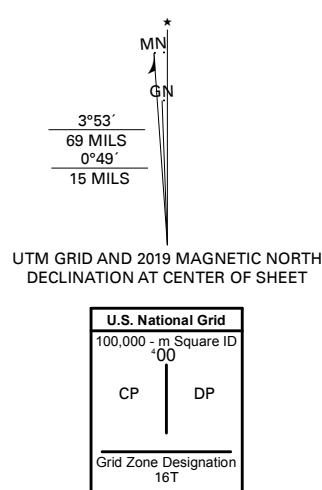 ★
MN
GN
3°53´
69 MILS
0°49´
15 MILS
UTM GRID AND 2019 MAGNETIC NORTH
DECLINATION AT CENTER OF SHEET
U.S. National Grid
100,000 - m Square ID
⁴00
CP DP
Grid Zone Designation
16T